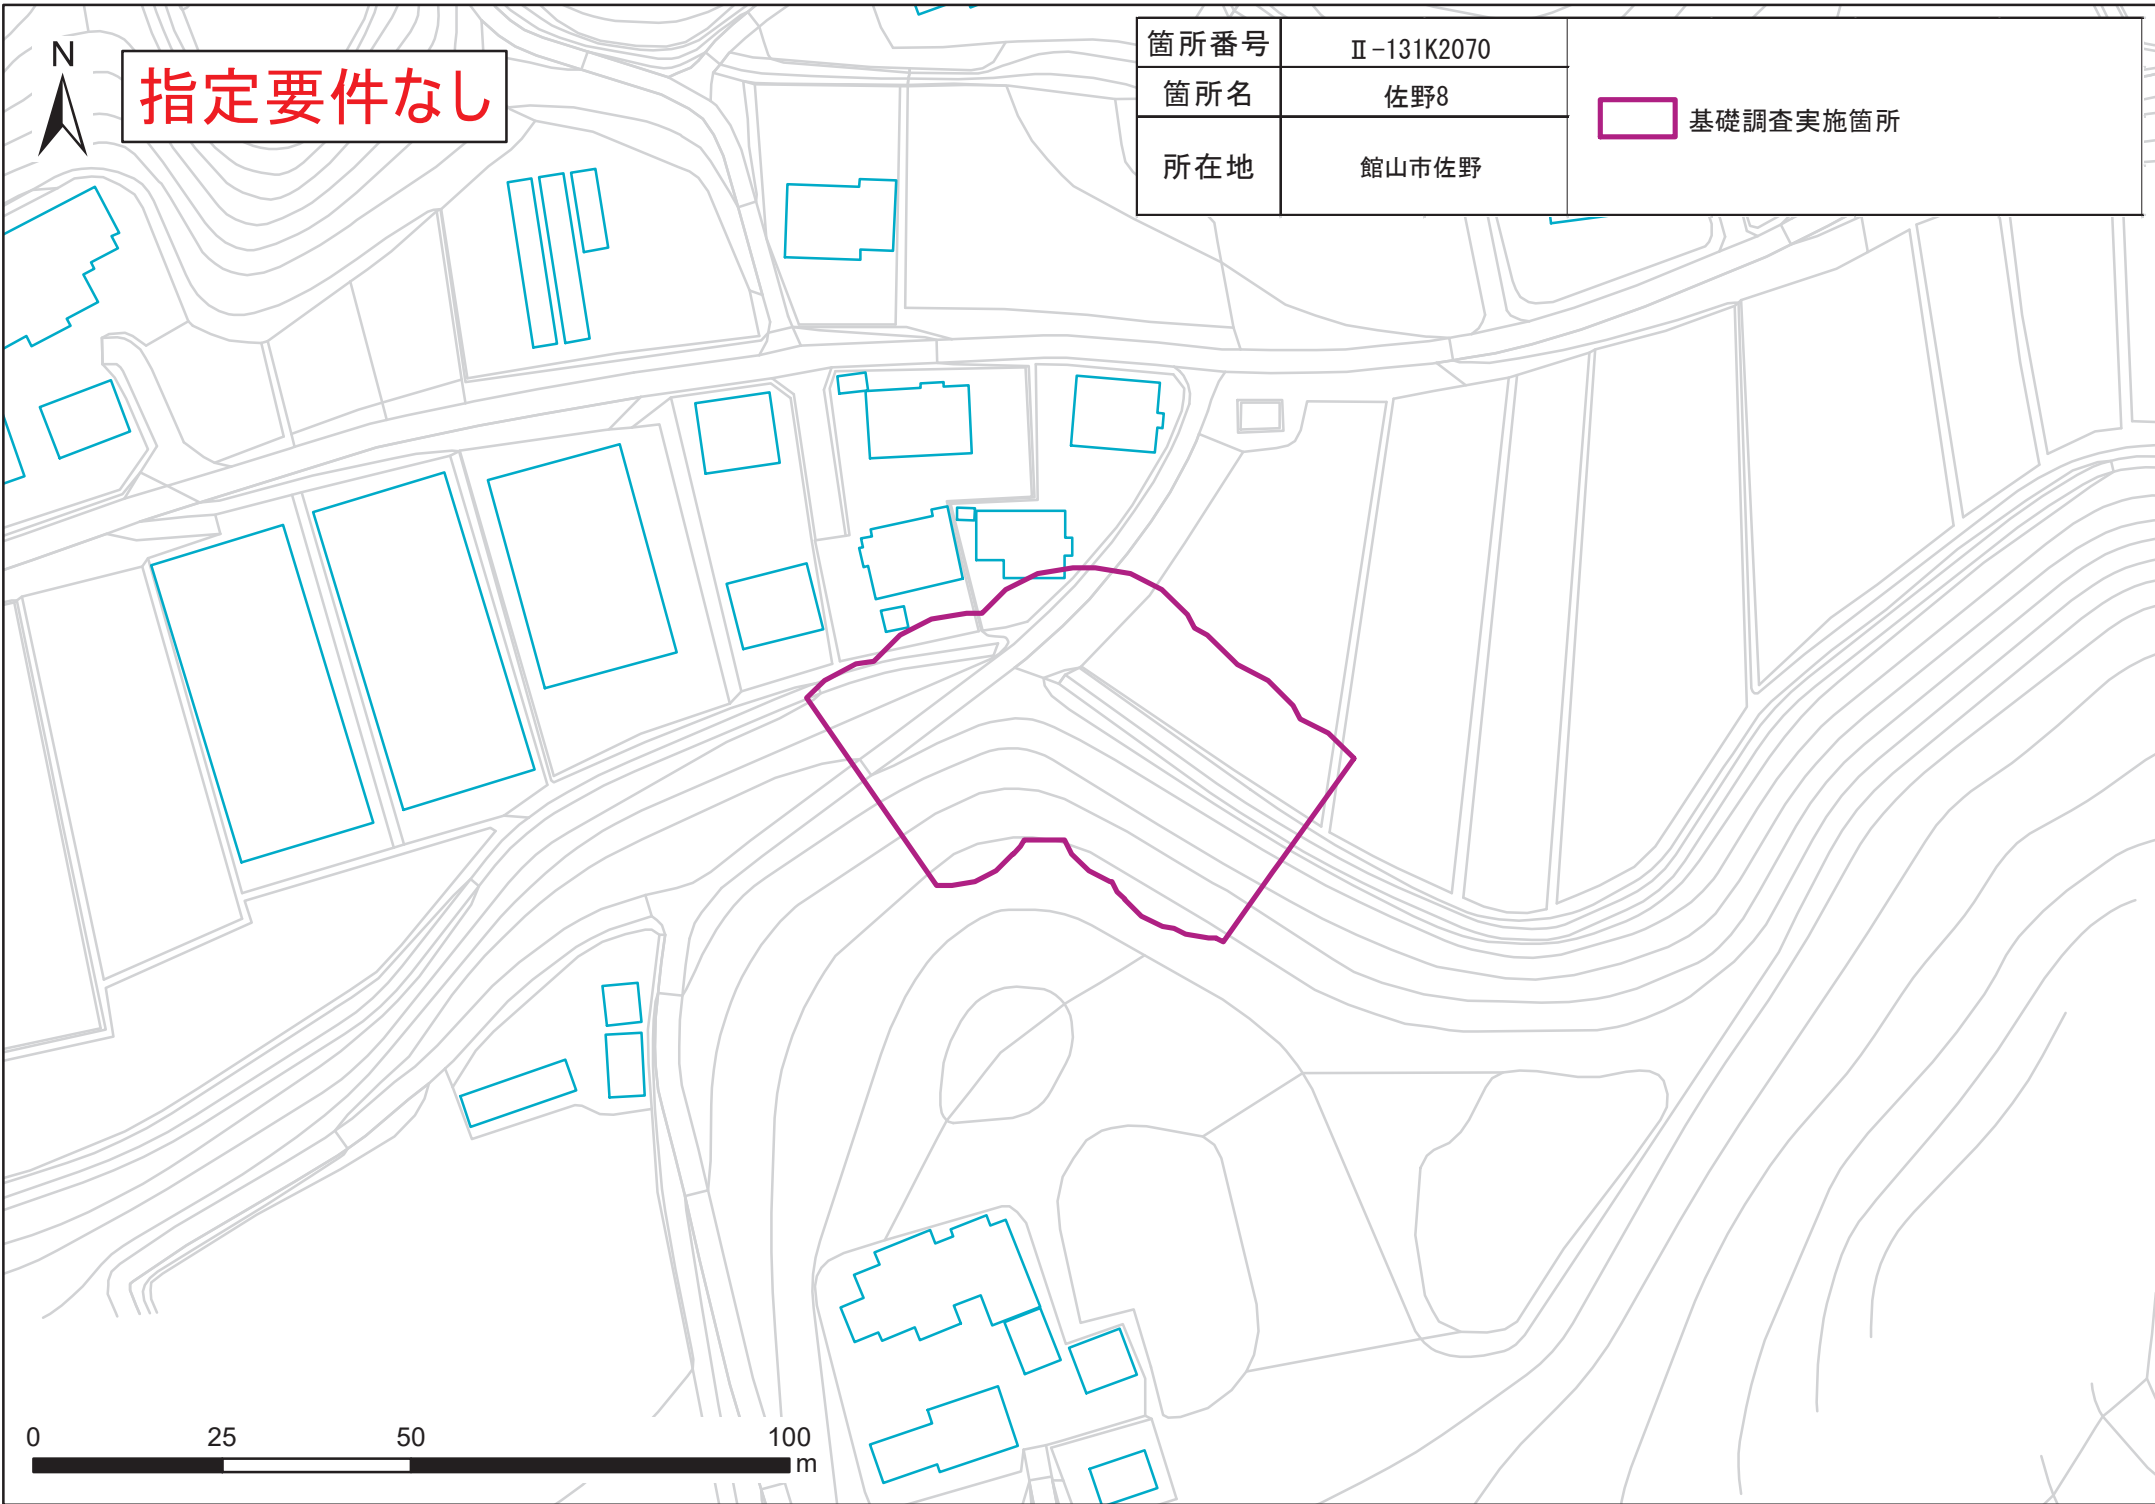 N
指定要件なし
箇所番号 Ⅱ-131K2070
箇所名 佐野8
所在地 館山市佐野
基礎調査実施箇所
0 25 50 100
m